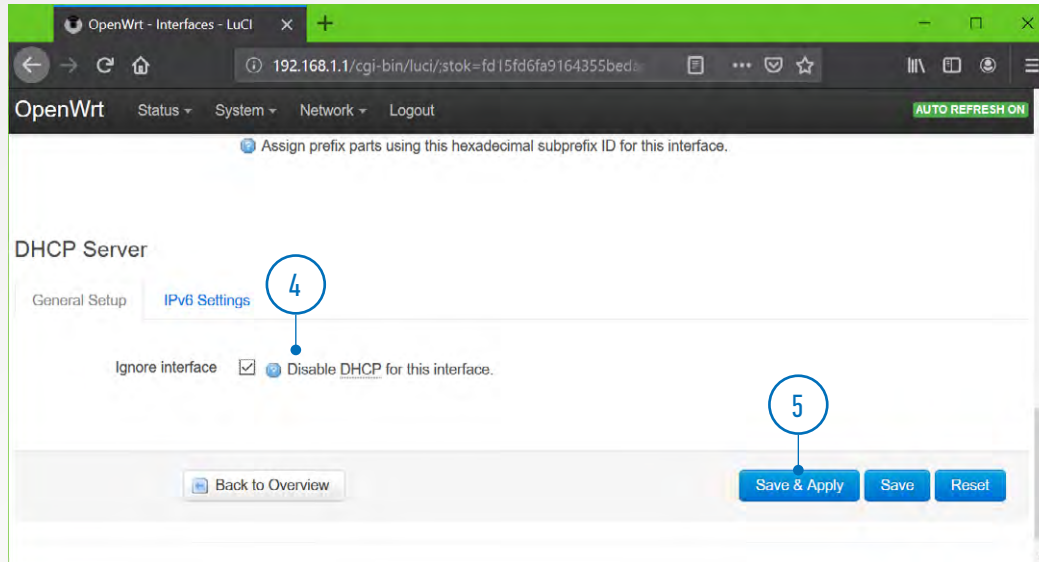 OpenWrt - Interfaces - LuCI
192.168.1.1/cgi-bin/luci/;stok=fd15fd6fa9164355beda
OpenWrt Status System Network Logout AUTO REFRESH ON
Assign prefix parts using this hexadecimal subprefix ID for this interface.
DHCP Server
4
General Setup IPv6 Settings
Ignore interface Disable DHCP for this interface.
5
Back to Overview Save & Apply Save Reset